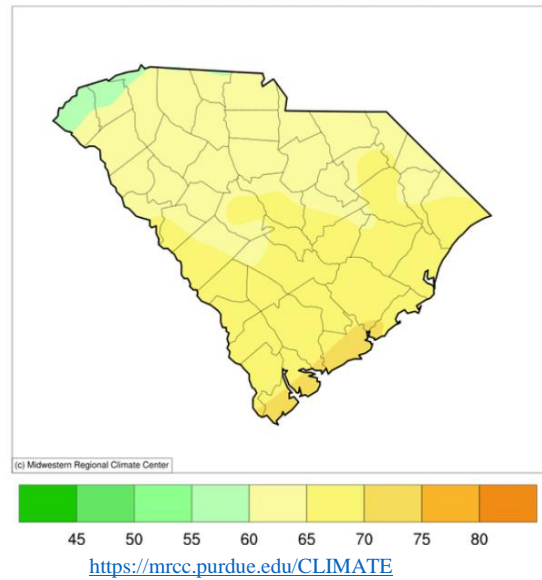 (c) Midwestern Regional Climate Center
45 50 55 60 65 70 75 80
https://mrcc.purdue.edu/CLIMATE